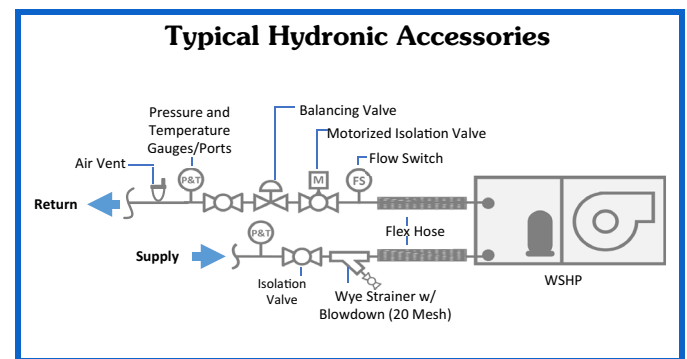 Typical Hydronic Accessories
Pressure and
Temperature
Gauges/Ports
Balancing Valve
Motorized Isolation Valve
Flow Switch
Air Vent
P&T
M
FS
Return
Flex Hose
P&T
Supply
Isolation
Valve
Wye Strainer w/
Blowdown (20 Mesh)
WSHP